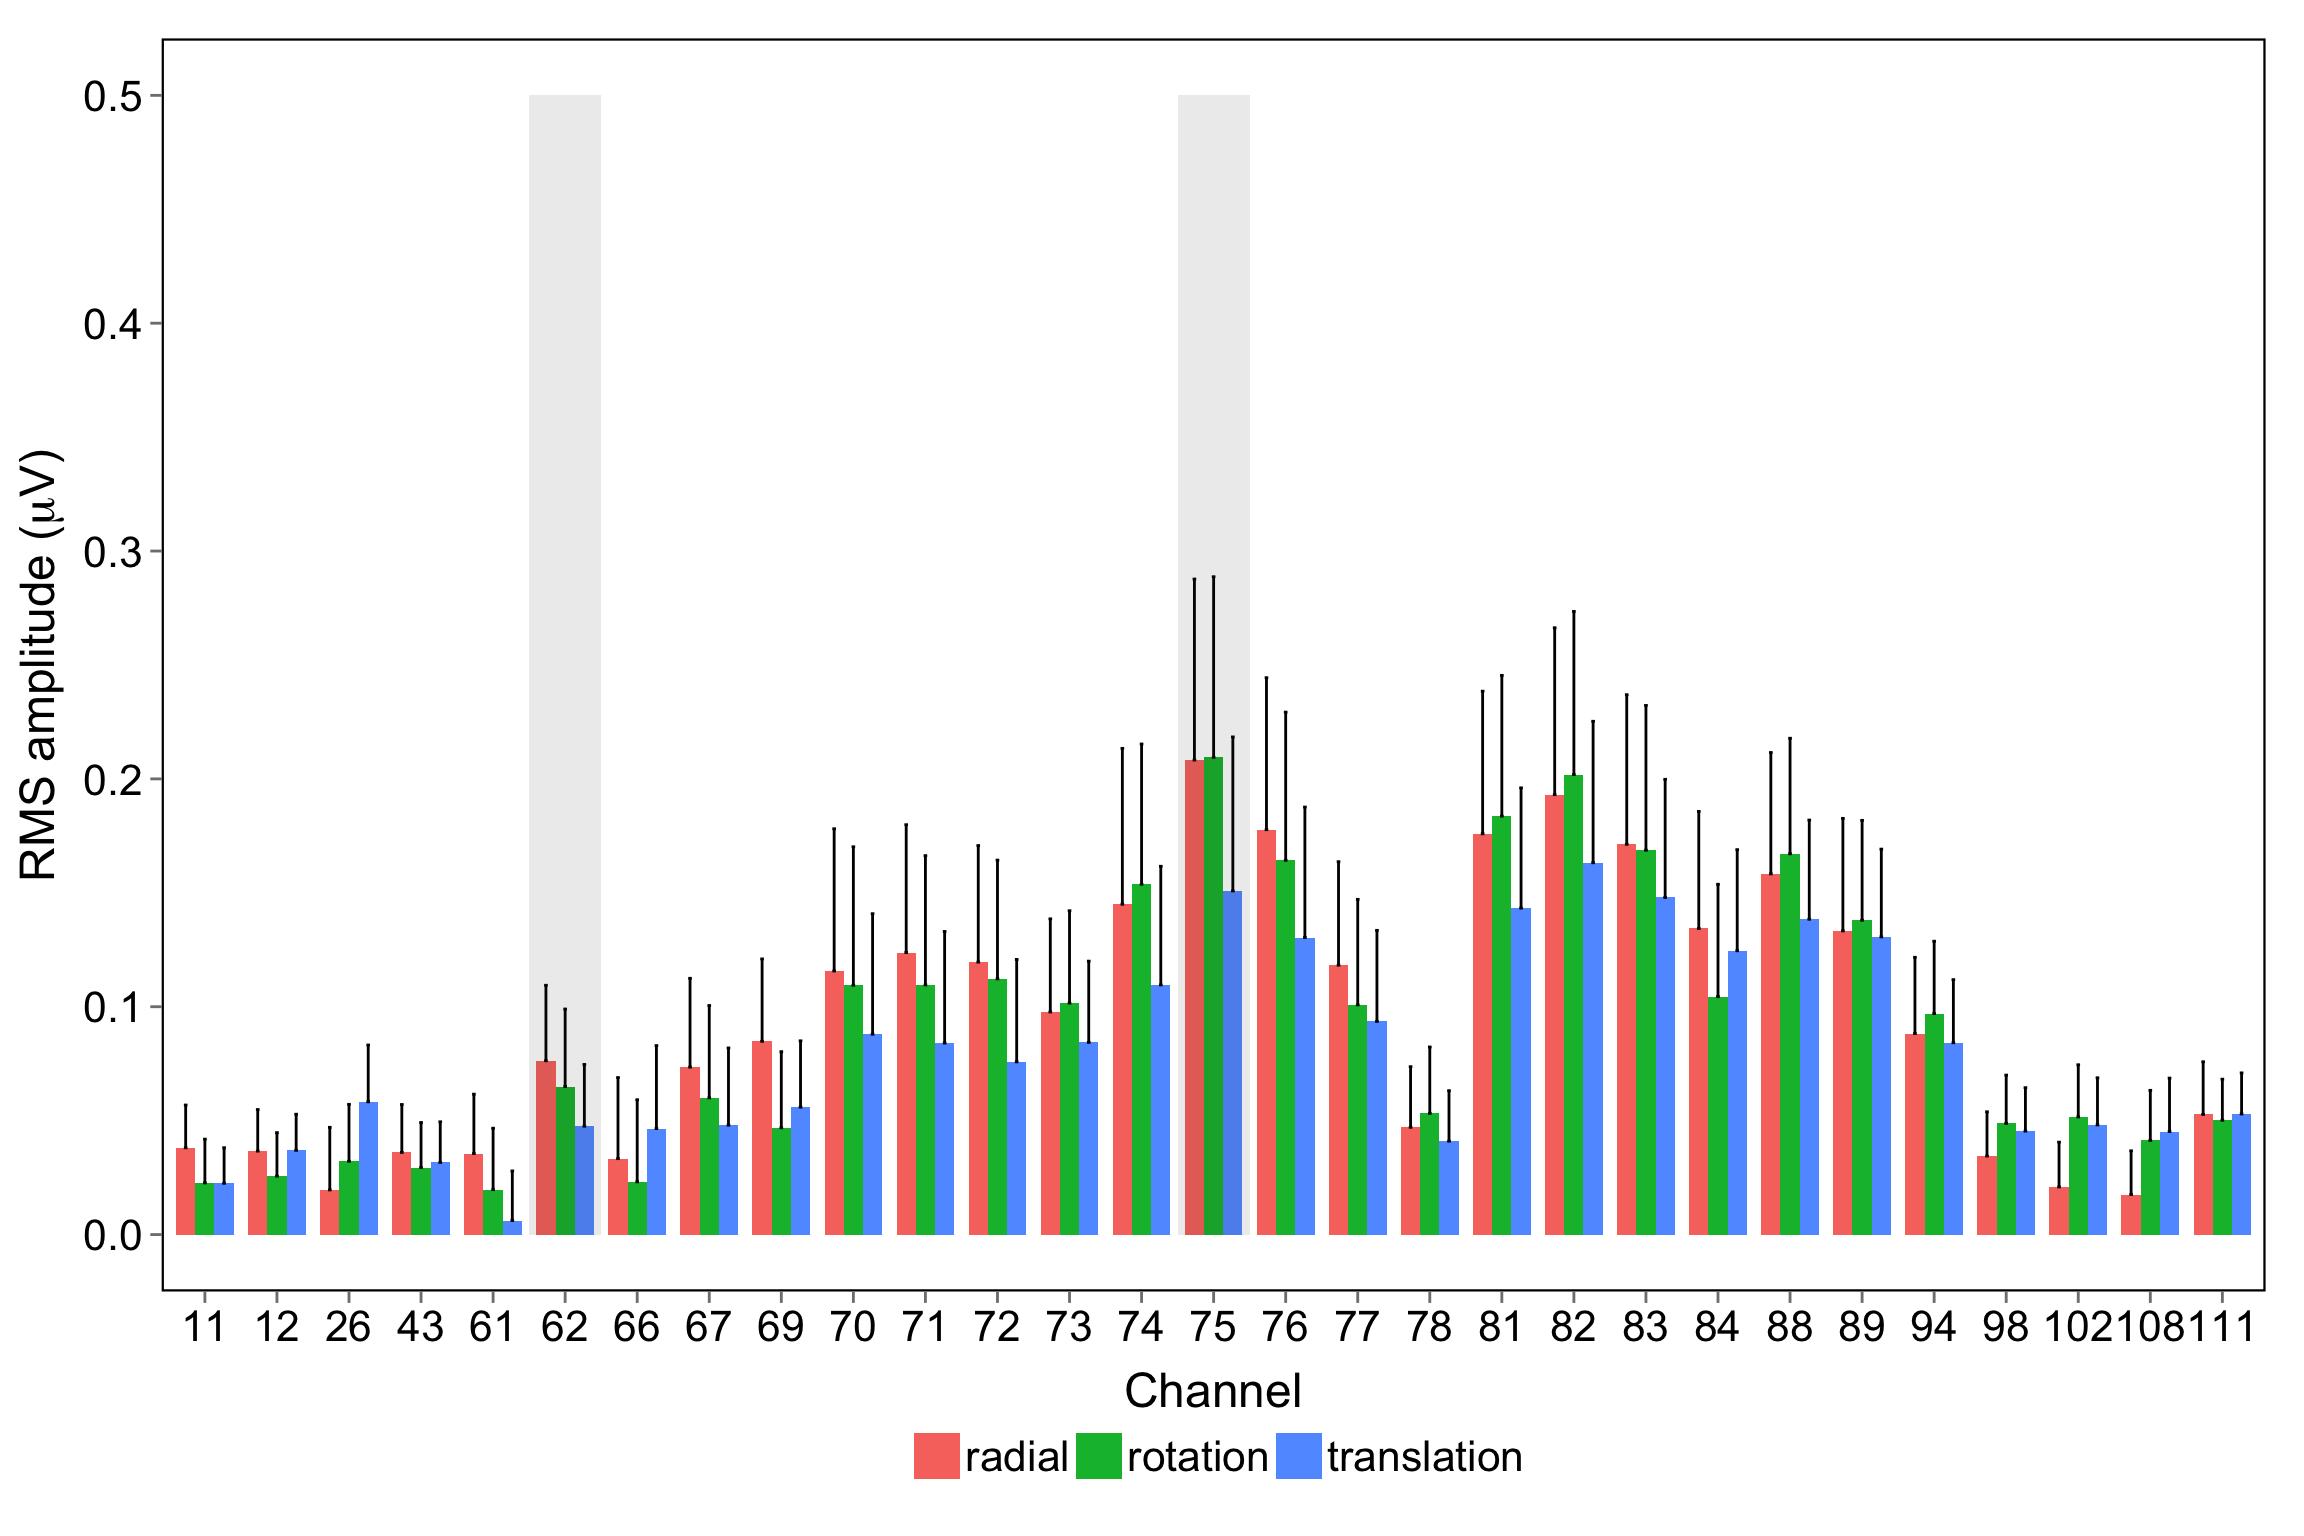 0.5
0.4
0.3
0.2
0.1
0.0
RMS amplitude (μV)
11 12 26 43 61 62 66 67 69 70 71 72 73 74 75 76 77 78 81 82 83 84 88 89 94 98 102 108 111
Channel
radial rotation translation